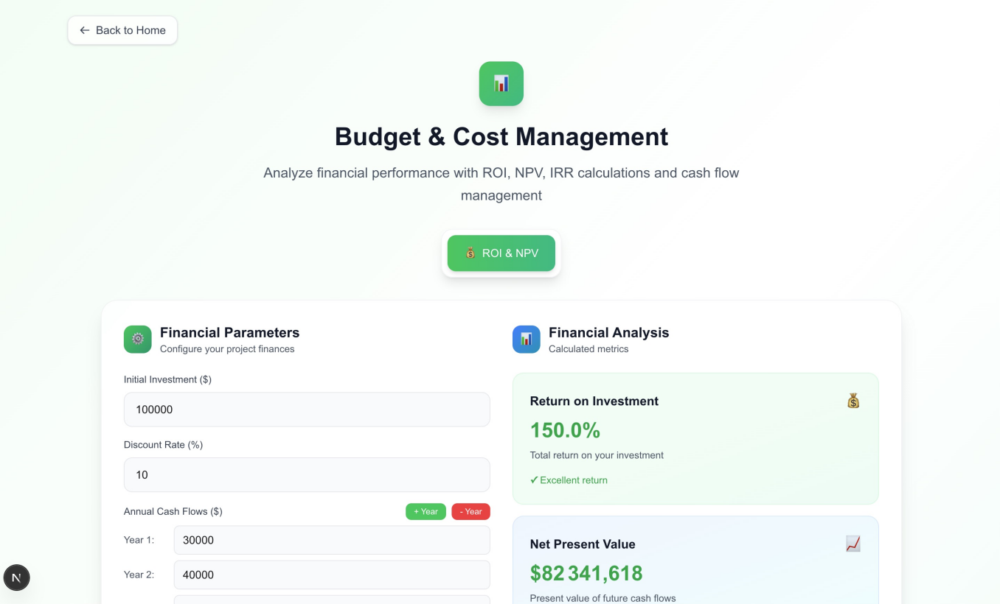 ← Back to Home
Budget & Cost Management
Analyze financial performance with ROI, NPV, IRR calculations and cash flow
management
ROI & NPV
Financial Parameters
Configure your project finances
Initial Investment ($)
100000
Discount Rate (%)
10
Annual Cash Flows ($)
+ Year
- Year
Year 1:
30000
Year 2:
40000
Financial Analysis
Calculated metrics
Return on Investment
150.0%
Total return on your investment
✓ Excellent return
Net Present Value
$82 341,618
Present value of future cash flows
N